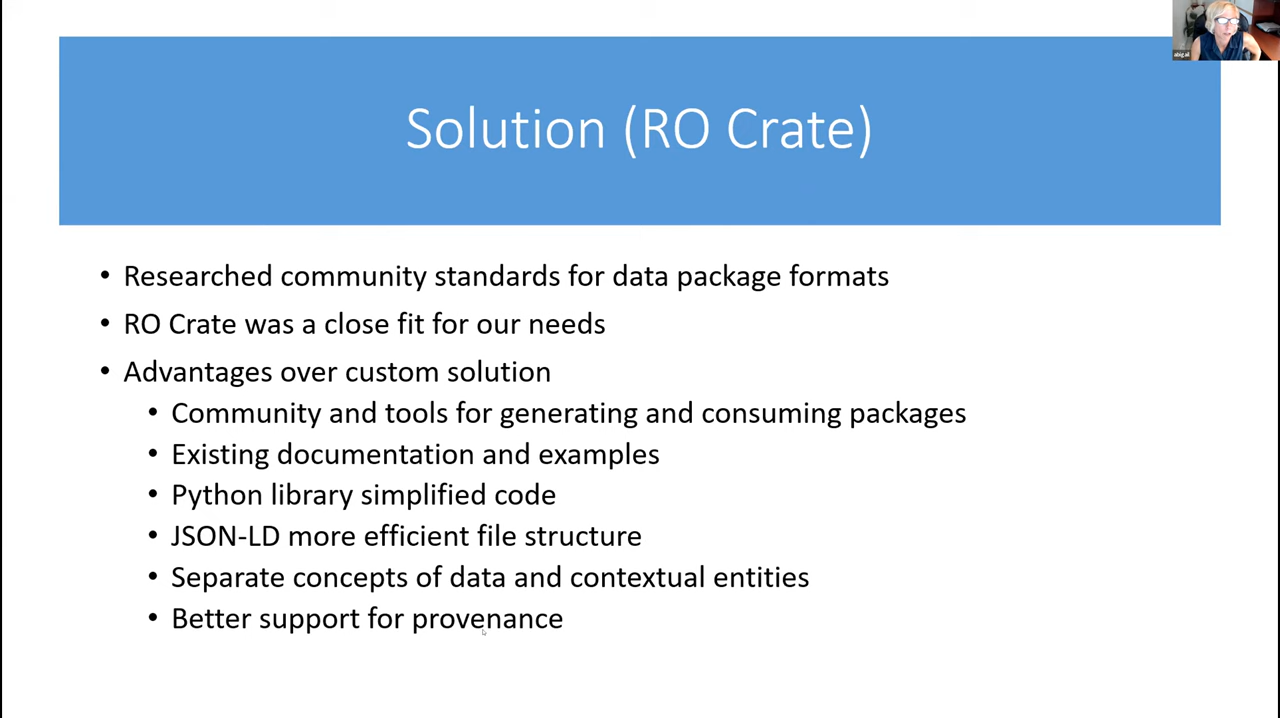 Solution (RO Crate)
• Researched community standards for data package formats
• RO Crate was a close fit for our needs
• Advantages over custom solution
• Community and tools for generating and consuming packages
• Existing documentation and examples
• Python library simplified code
• JSON-LD more efficient file structure
• Separate concepts of data and contextual entities
• Better support for provenance
abigail